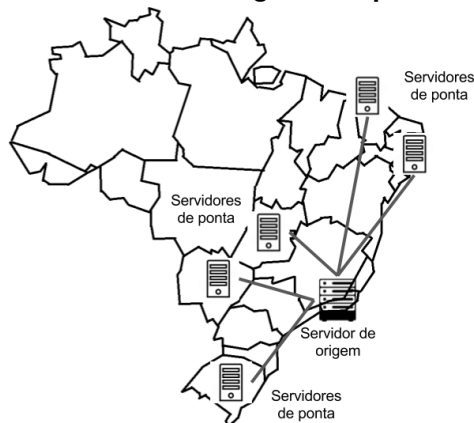 Servidores
de ponta
Servidores
de ponta
Servidor de
origem
Servidores
de ponta